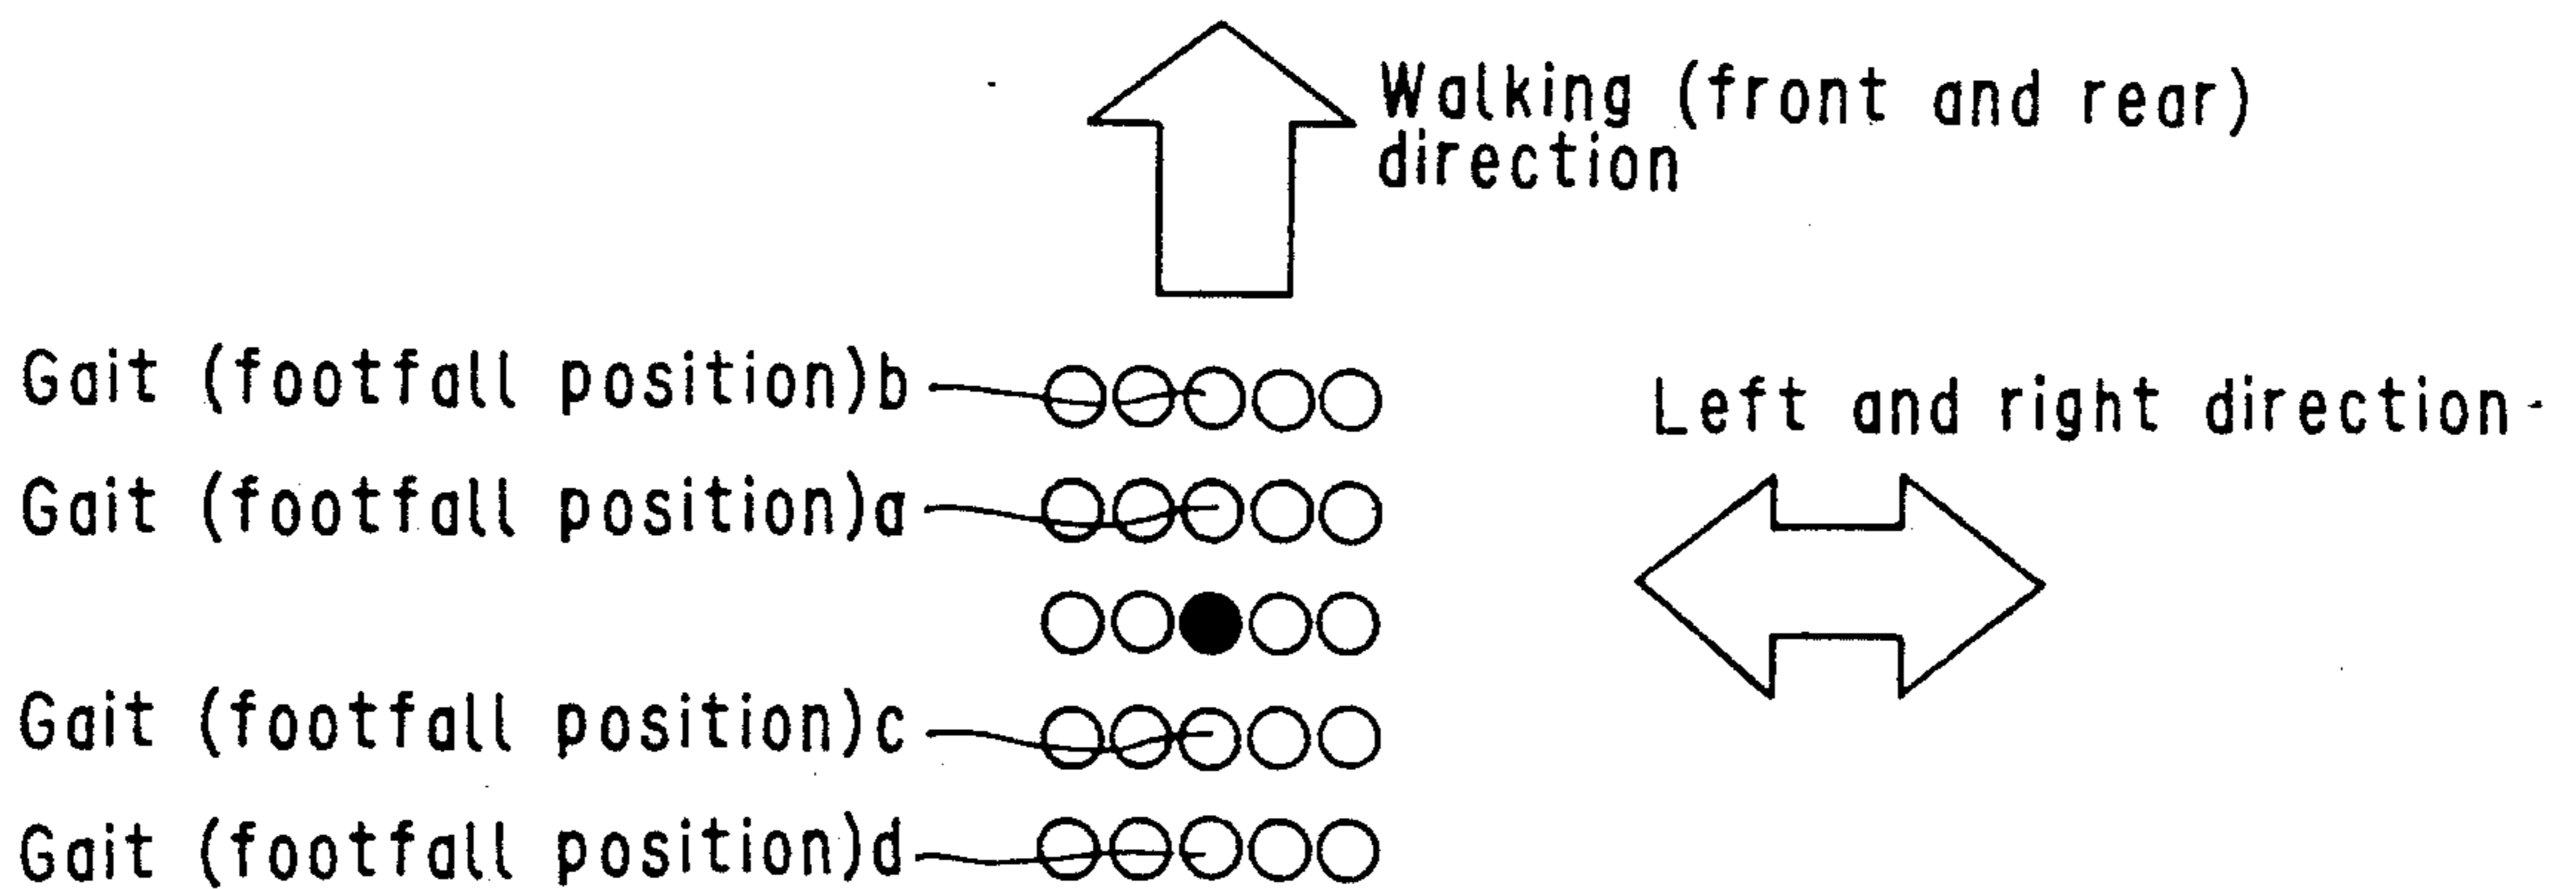 Walking (front and rear)
direction
Gait (footfall position)b
Left and right direction
Gait (footfall position)a
Gait (footfall position)c
Gait (footfall position)d